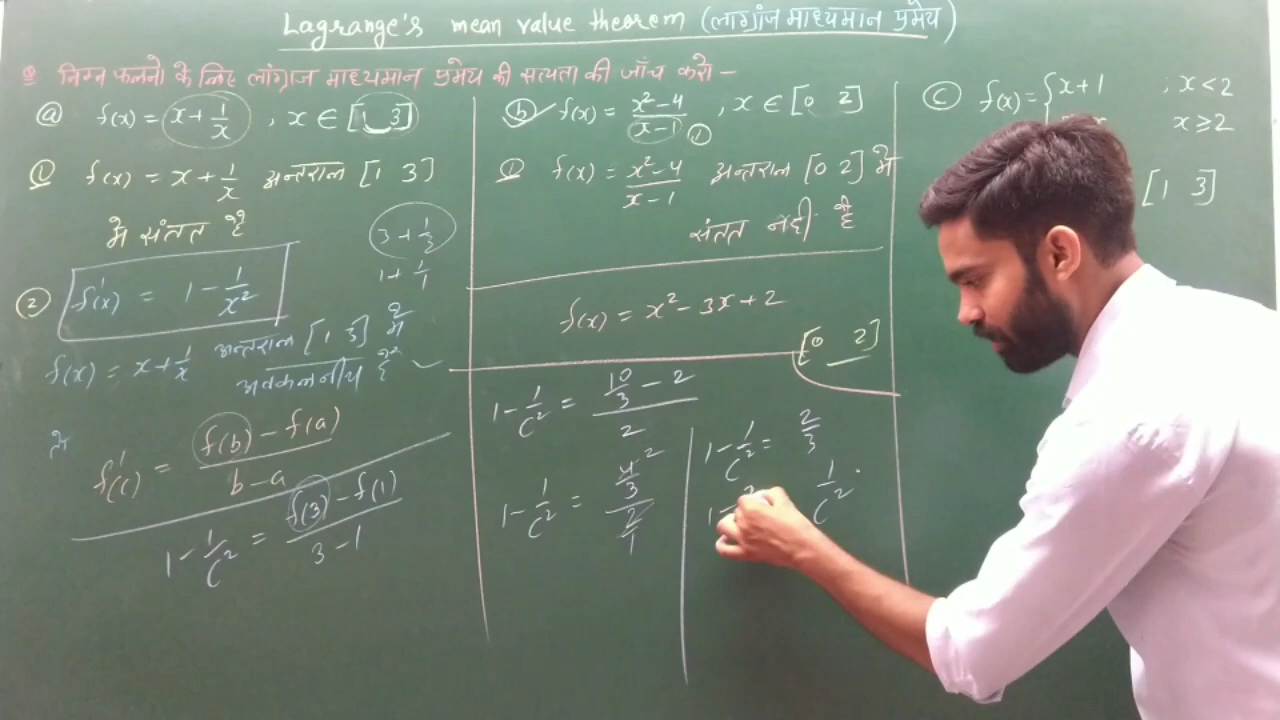 Lagrange's mean value theorem (लाग्रांज माध्यमान प्रमेय)
निम्न फलनो के लिए लांग्राज माध्यमान प्रमेय की सत्यता की जाँच करो -
(a) f(x) = x + 1/x , x ∈ [1, 3]
(1) f(x) = x + 1/x अन्तराल [1 3]
मे संतत है
3 + 1/3
1 + 1/1
(2) f'(x) = 1 - 1/x²
f(x) = x + 1/x अन्तराल [1 3] मे
अवकलनीय है
f'(c) = f(b) - f(a) / b - a
1 - 1/c² = f(3) - f(1) / 3 - 1
(b) f(x) = x² - 4 / x - 1 , x ∈ [0 2]
(1)
(1) f(x) = x² - 4 / x - 1 अन्तराल [0 2] मे
संतत नही है
f(x) = x² - 3x + 2
[0 2]
1 - 1/c² = 10/3 - 2 / 2
1 - 1/c² = 4/3 / 2/1
1 - 1/c² = 2/3
1 - 1/c²
(c) f(x) = { x + 1 ; x < 2
x ≥ 2
[1 3]